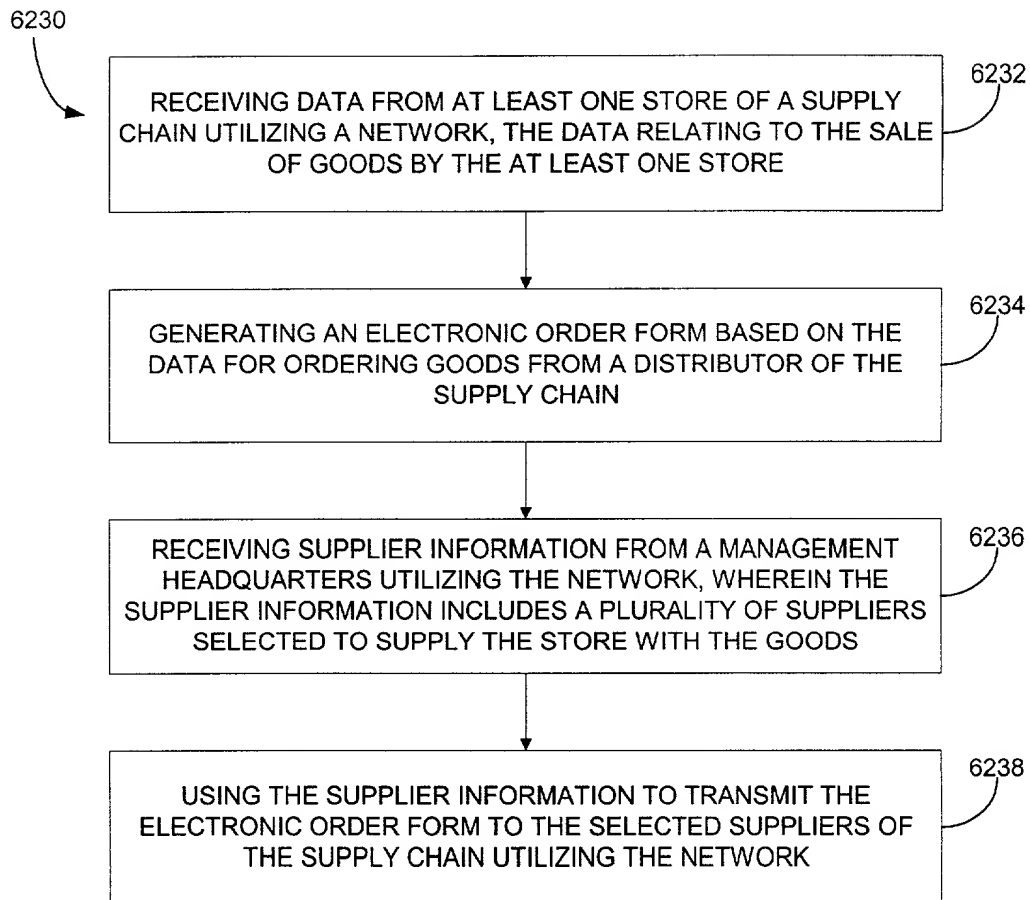 6230
6232
RECEIVING DATA FROM AT LEAST ONE STORE OF A SUPPLY
CHAIN UTILIZING A NETWORK, THE DATA RELATING TO THE SALE
OF GOODS BY THE AT LEAST ONE STORE
6234
GENERATING AN ELECTRONIC ORDER FORM BASED ON THE
DATA FOR ORDERING GOODS FROM A DISTRIBUTOR OF THE
SUPPLY CHAIN
6236
RECEIVING SUPPLIER INFORMATION FROM A MANAGEMENT
HEADQUARTERS UTILIZING THE NETWORK, WHEREIN THE
SUPPLIER INFORMATION INCLUDES A PLURALITY OF SUPPLIERS
SELECTED TO SUPPLY THE STORE WITH THE GOODS
6238
USING THE SUPPLIER INFORMATION TO TRANSMIT THE
ELECTRONIC ORDER FORM TO THE SELECTED SUPPLIERS OF
THE SUPPLY CHAIN UTILIZING THE NETWORK